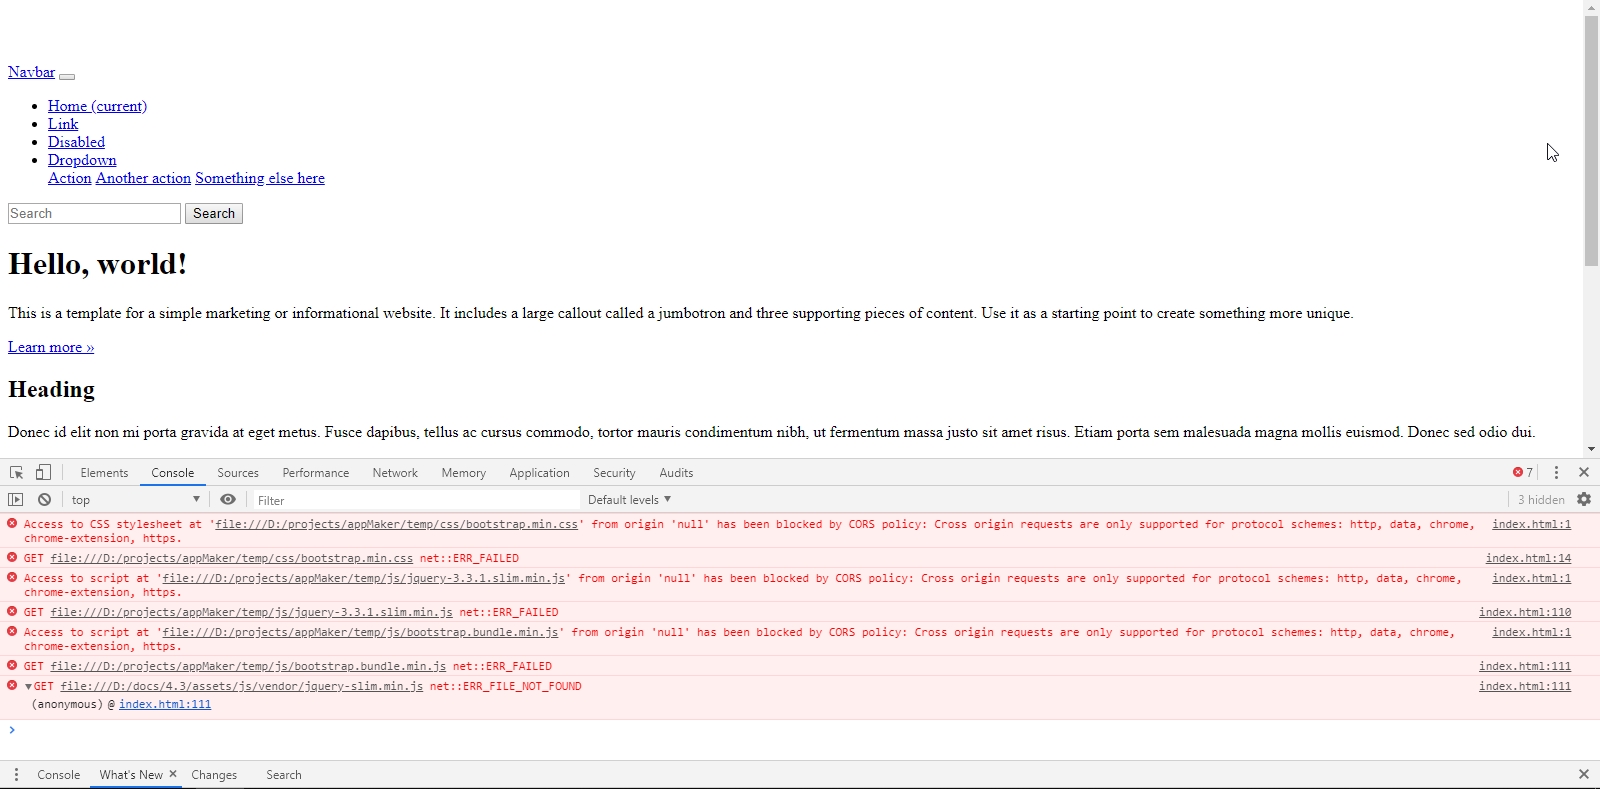 Navbar
Home (current)
Link
Disabled
Dropdown
Action Another action Something else here
Search Search
Hello, world!
This is a template for a simple marketing or informational website. It includes a large callout called a jumbotron and three supporting pieces of content. Use it as a starting point to create something more unique.
Learn more »
Heading
Donec id elit non mi porta gravida at eget metus. Fusce dapibus, tellus ac cursus commodo, tortor mauris condimentum nibh, ut fermentum massa justo sit amet risus. Etiam porta sem malesuada magna mollis euismod. Donec sed odio dui.
Elements Console Sources Performance Network Memory Application Security Audits 7
top Filter Default levels 3 hidden
Access to CSS stylesheet at 'file:///D:/projects/appMaker/temp/css/bootstrap.min.css' from origin 'null' has been blocked by CORS policy: Cross origin requests are only supported for protocol schemes: http, data, chrome, index.html:1
chrome-extension, https.
GET file:///D:/projects/appMaker/temp/css/bootstrap.min.css net::ERR_FAILED index.html:14
Access to script at 'file:///D:/projects/appMaker/temp/js/jquery-3.3.1.slim.min.js' from origin 'null' has been blocked by CORS policy: Cross origin requests are only supported for protocol schemes: http, data, chrome, index.html:1
chrome-extension, https.
GET file:///D:/projects/appMaker/temp/js/jquery-3.3.1.slim.min.js net::ERR_FAILED index.html:110
Access to script at 'file:///D:/projects/appMaker/temp/js/bootstrap.bundle.min.js' from origin 'null' has been blocked by CORS policy: Cross origin requests are only supported for protocol schemes: http, data, chrome, index.html:1
chrome-extension, https.
GET file:///D:/projects/appMaker/temp/js/bootstrap.bundle.min.js net::ERR_FAILED index.html:111
GET file:///D:/docs/4.3/assets/js/vendor/jquery-slim.min.js net::ERR_FILE_NOT_FOUND index.html:111
(anonymous) @ index.html:111
Console What's New Changes Search